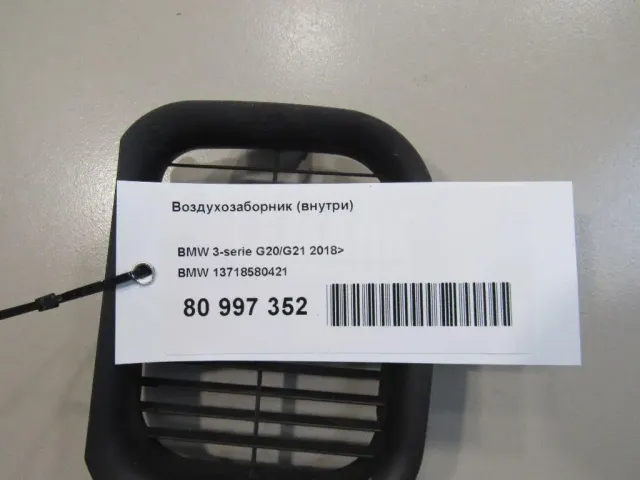 Воздухозаборник (внутри)
BMW 3-serie G20/G21 2018>
BMW 13718580421
80 997 352